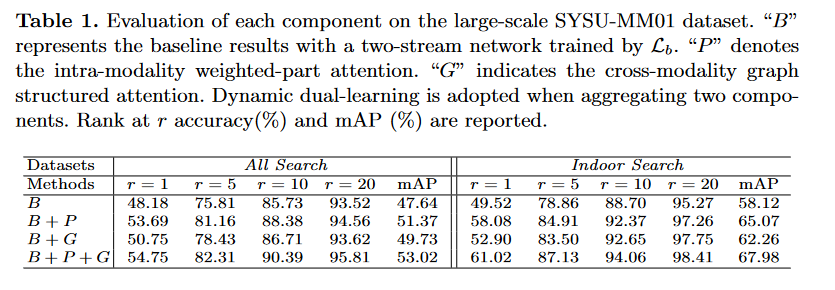 Table 1. Evaluation of each component on the large-scale SYSU-MM01 dataset. “B”
represents the baseline results with a two-stream network trained by ℒb. “P” denotes
the intra-modality weighted-part attention. “G” indicates the cross-modality graph
structured attention. Dynamic dual-learning is adopted when aggregating two compo-
nents. Rank at r accuracy(%) and mAP (%) are reported.
Datasets All Search Indoor Search
Methods r = 1 r = 5 r = 10 r = 20 mAP r = 1 r = 5 r = 10 r = 20 mAP
B 48.18 75.81 85.73 93.52 47.64 49.52 78.86 88.70 95.27 58.12
B + P 53.69 81.16 88.38 94.56 51.37 58.08 84.91 92.37 97.26 65.07
B + G 50.75 78.43 86.71 93.62 49.73 52.90 83.50 92.65 97.75 62.26
B + P + G 54.75 82.31 90.39 95.81 53.02 61.02 87.13 94.06 98.41 67.98